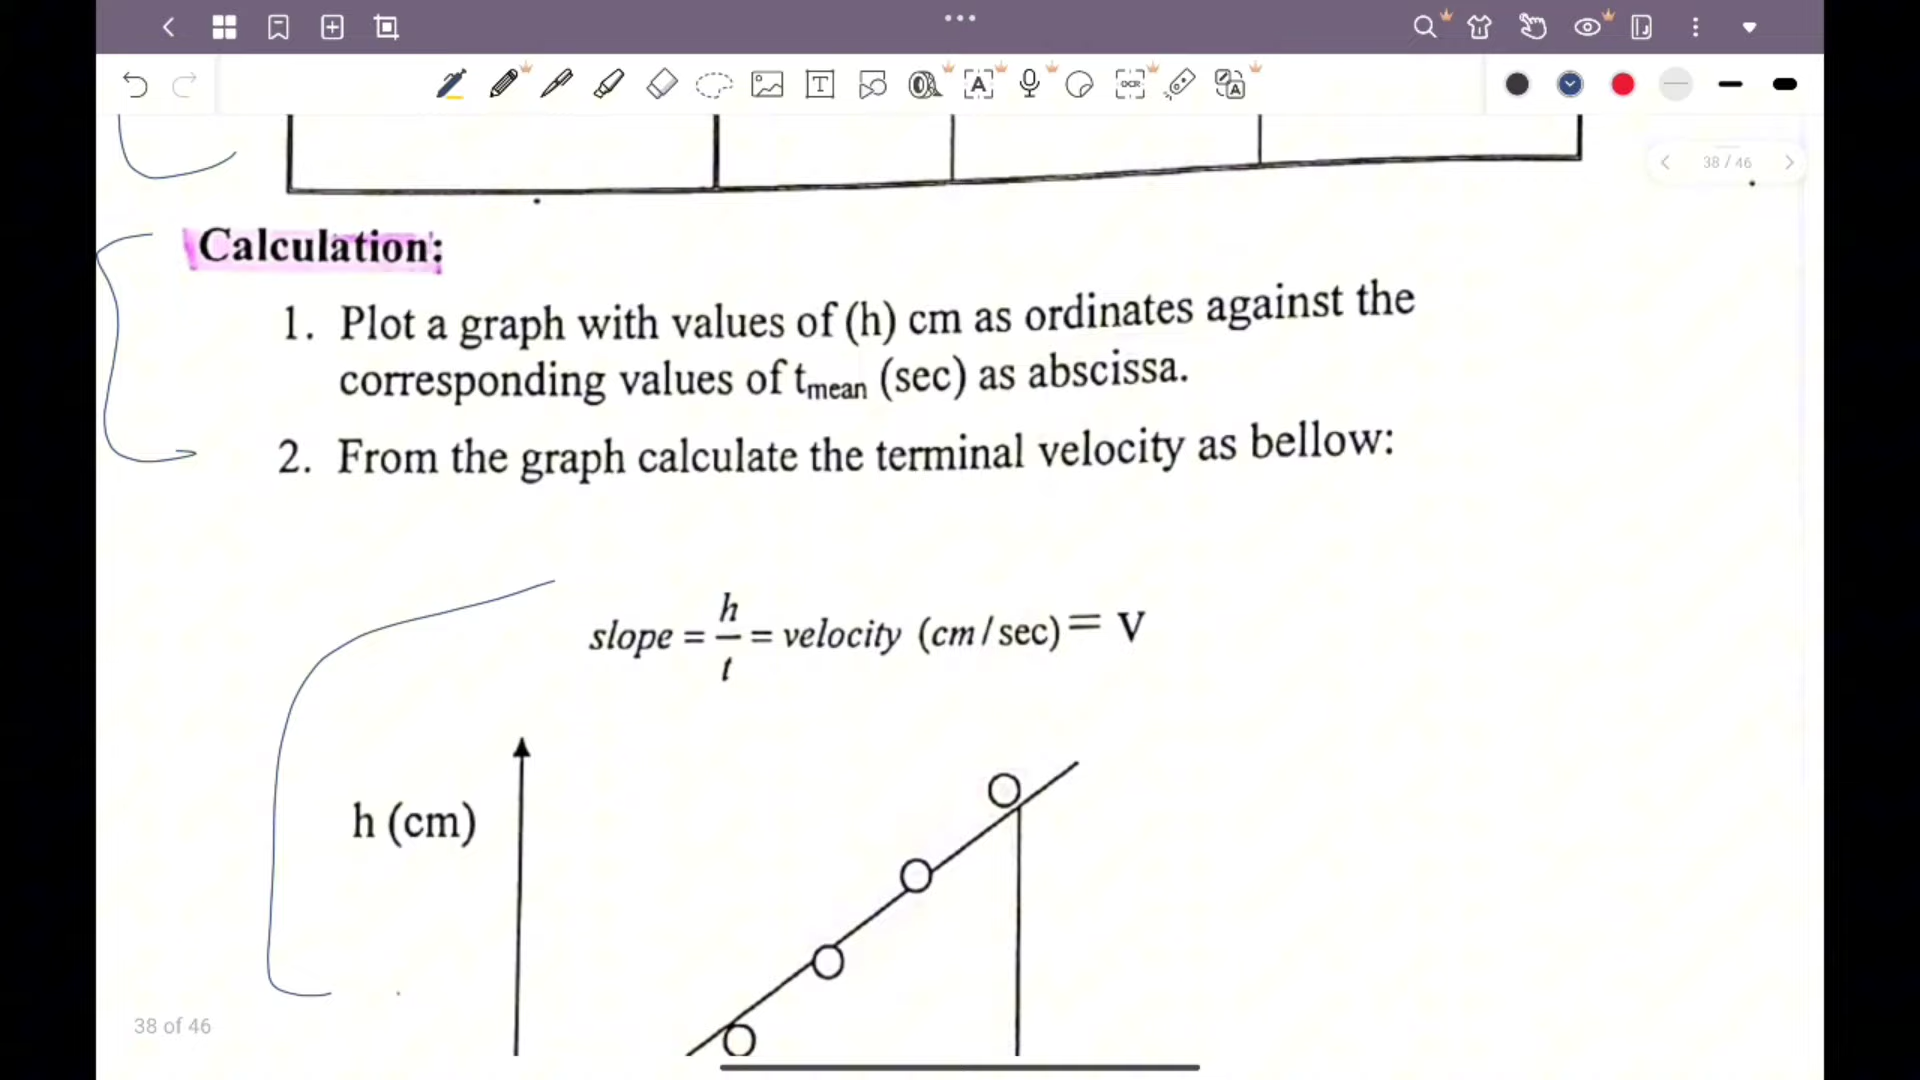 38 / 46
Calculation:
1. Plot a graph with values of (h) cm as ordinates against the
corresponding values of tmean (sec) as abscissa.
2. From the graph calculate the terminal velocity as bellow:
slope = h/t = velocity (cm/sec) = V
h (cm)
38 of 46